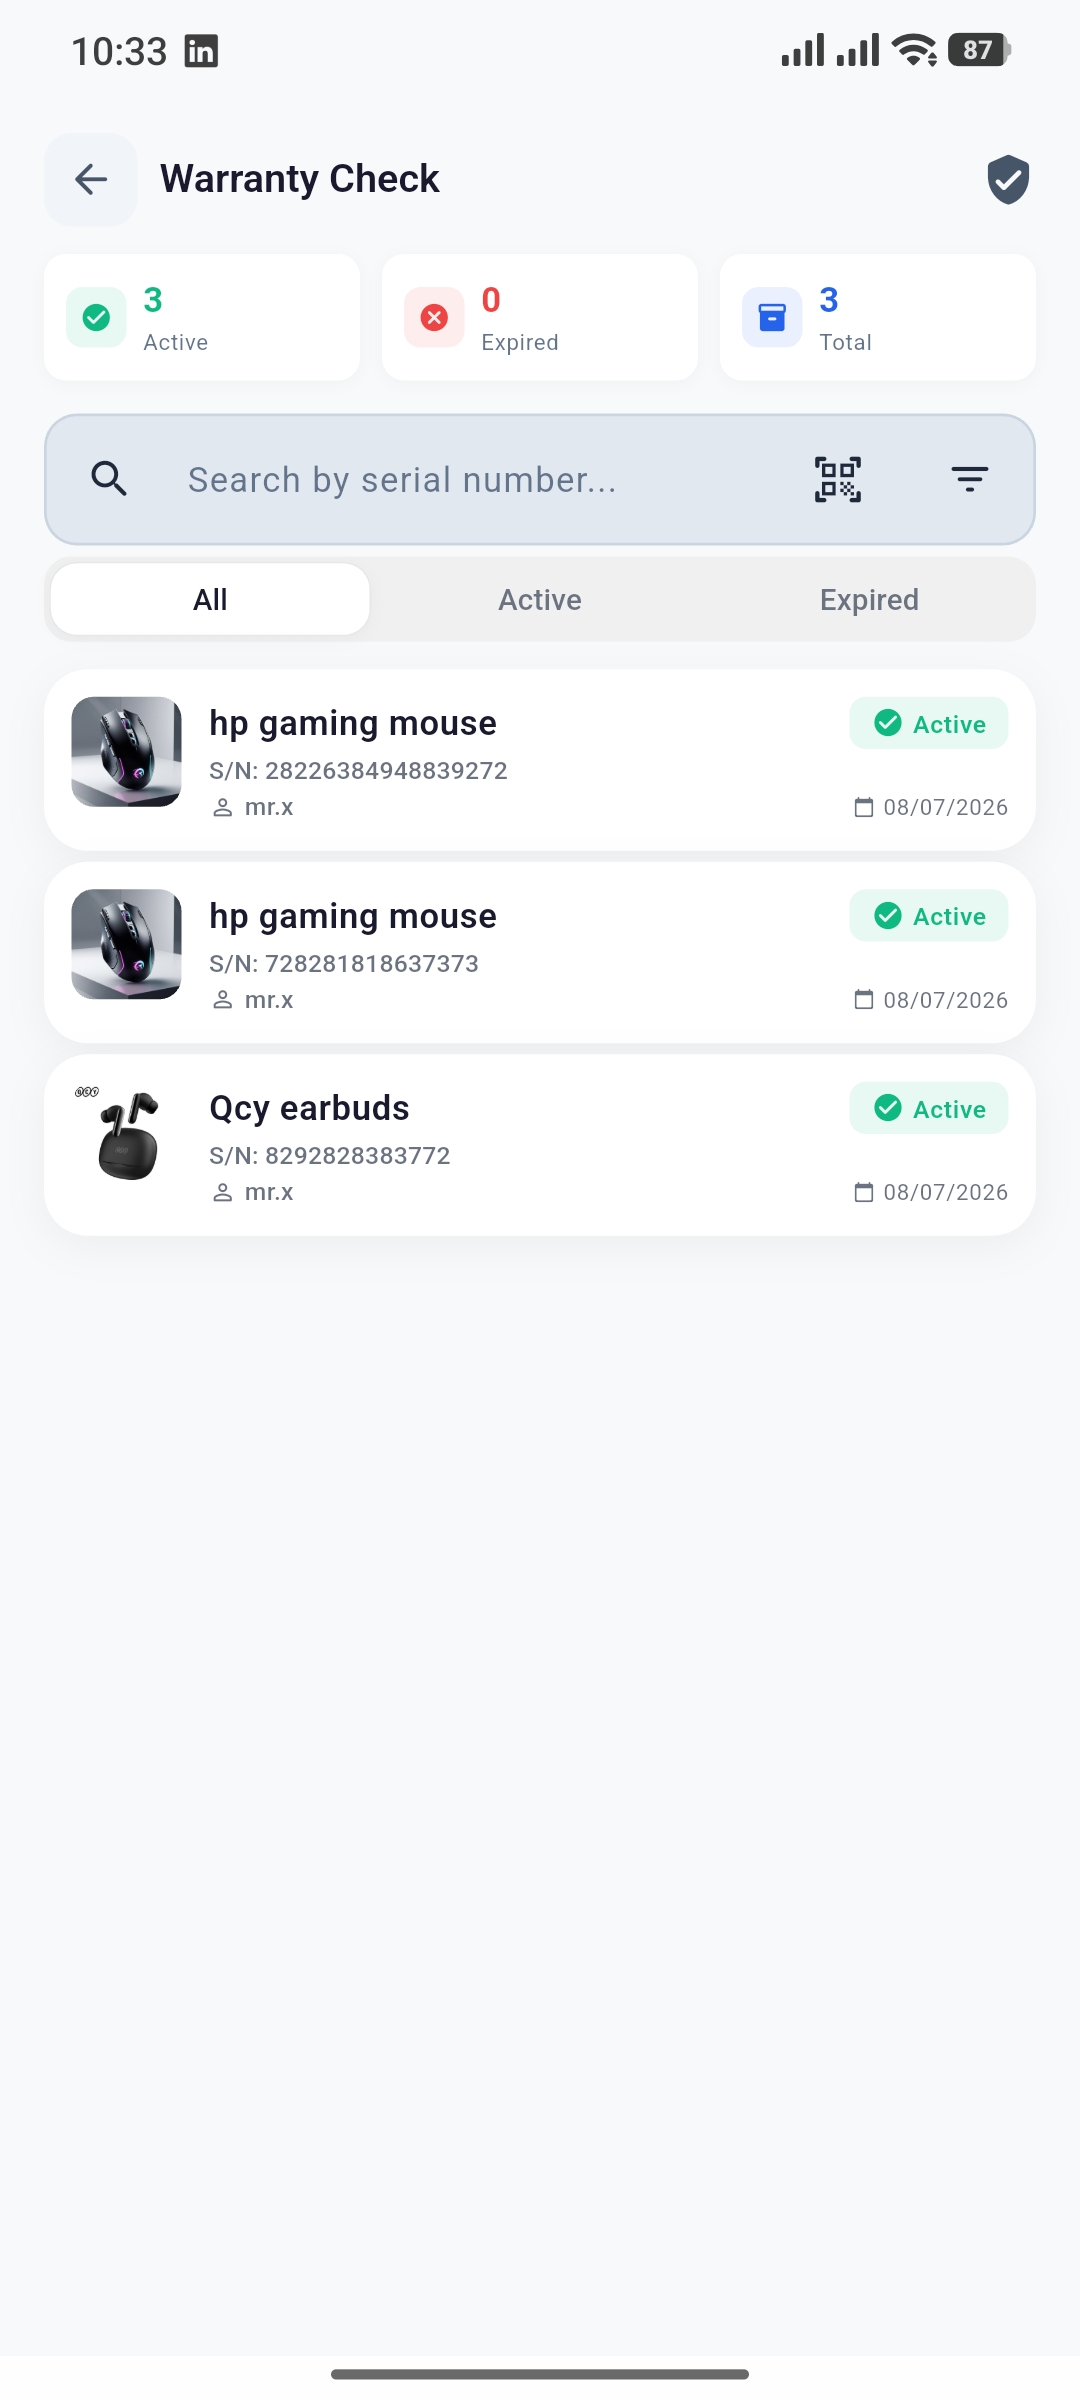 10:33
87
Warranty Check
3
Active
0
Expired
3
Total
Search by serial number...
All
Active
Expired
hp gaming mouse
Active
S/N: 28226384948839272
mr.x
08/07/2026
hp gaming mouse
Active
S/N: 728281818637373
mr.x
08/07/2026
QCY
Qcy earbuds
Active
S/N: 8292828383772
mr.x
08/07/2026